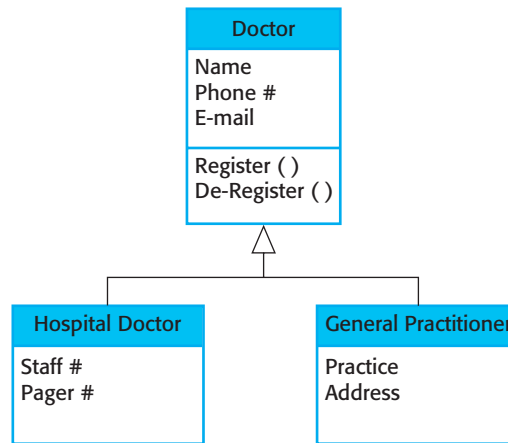 Doctor
Name
Phone #
E-mail
Register ( )
De-Register ( )
Hospital Doctor
Staff #
Pager #
General Practitioner
Practice
Address